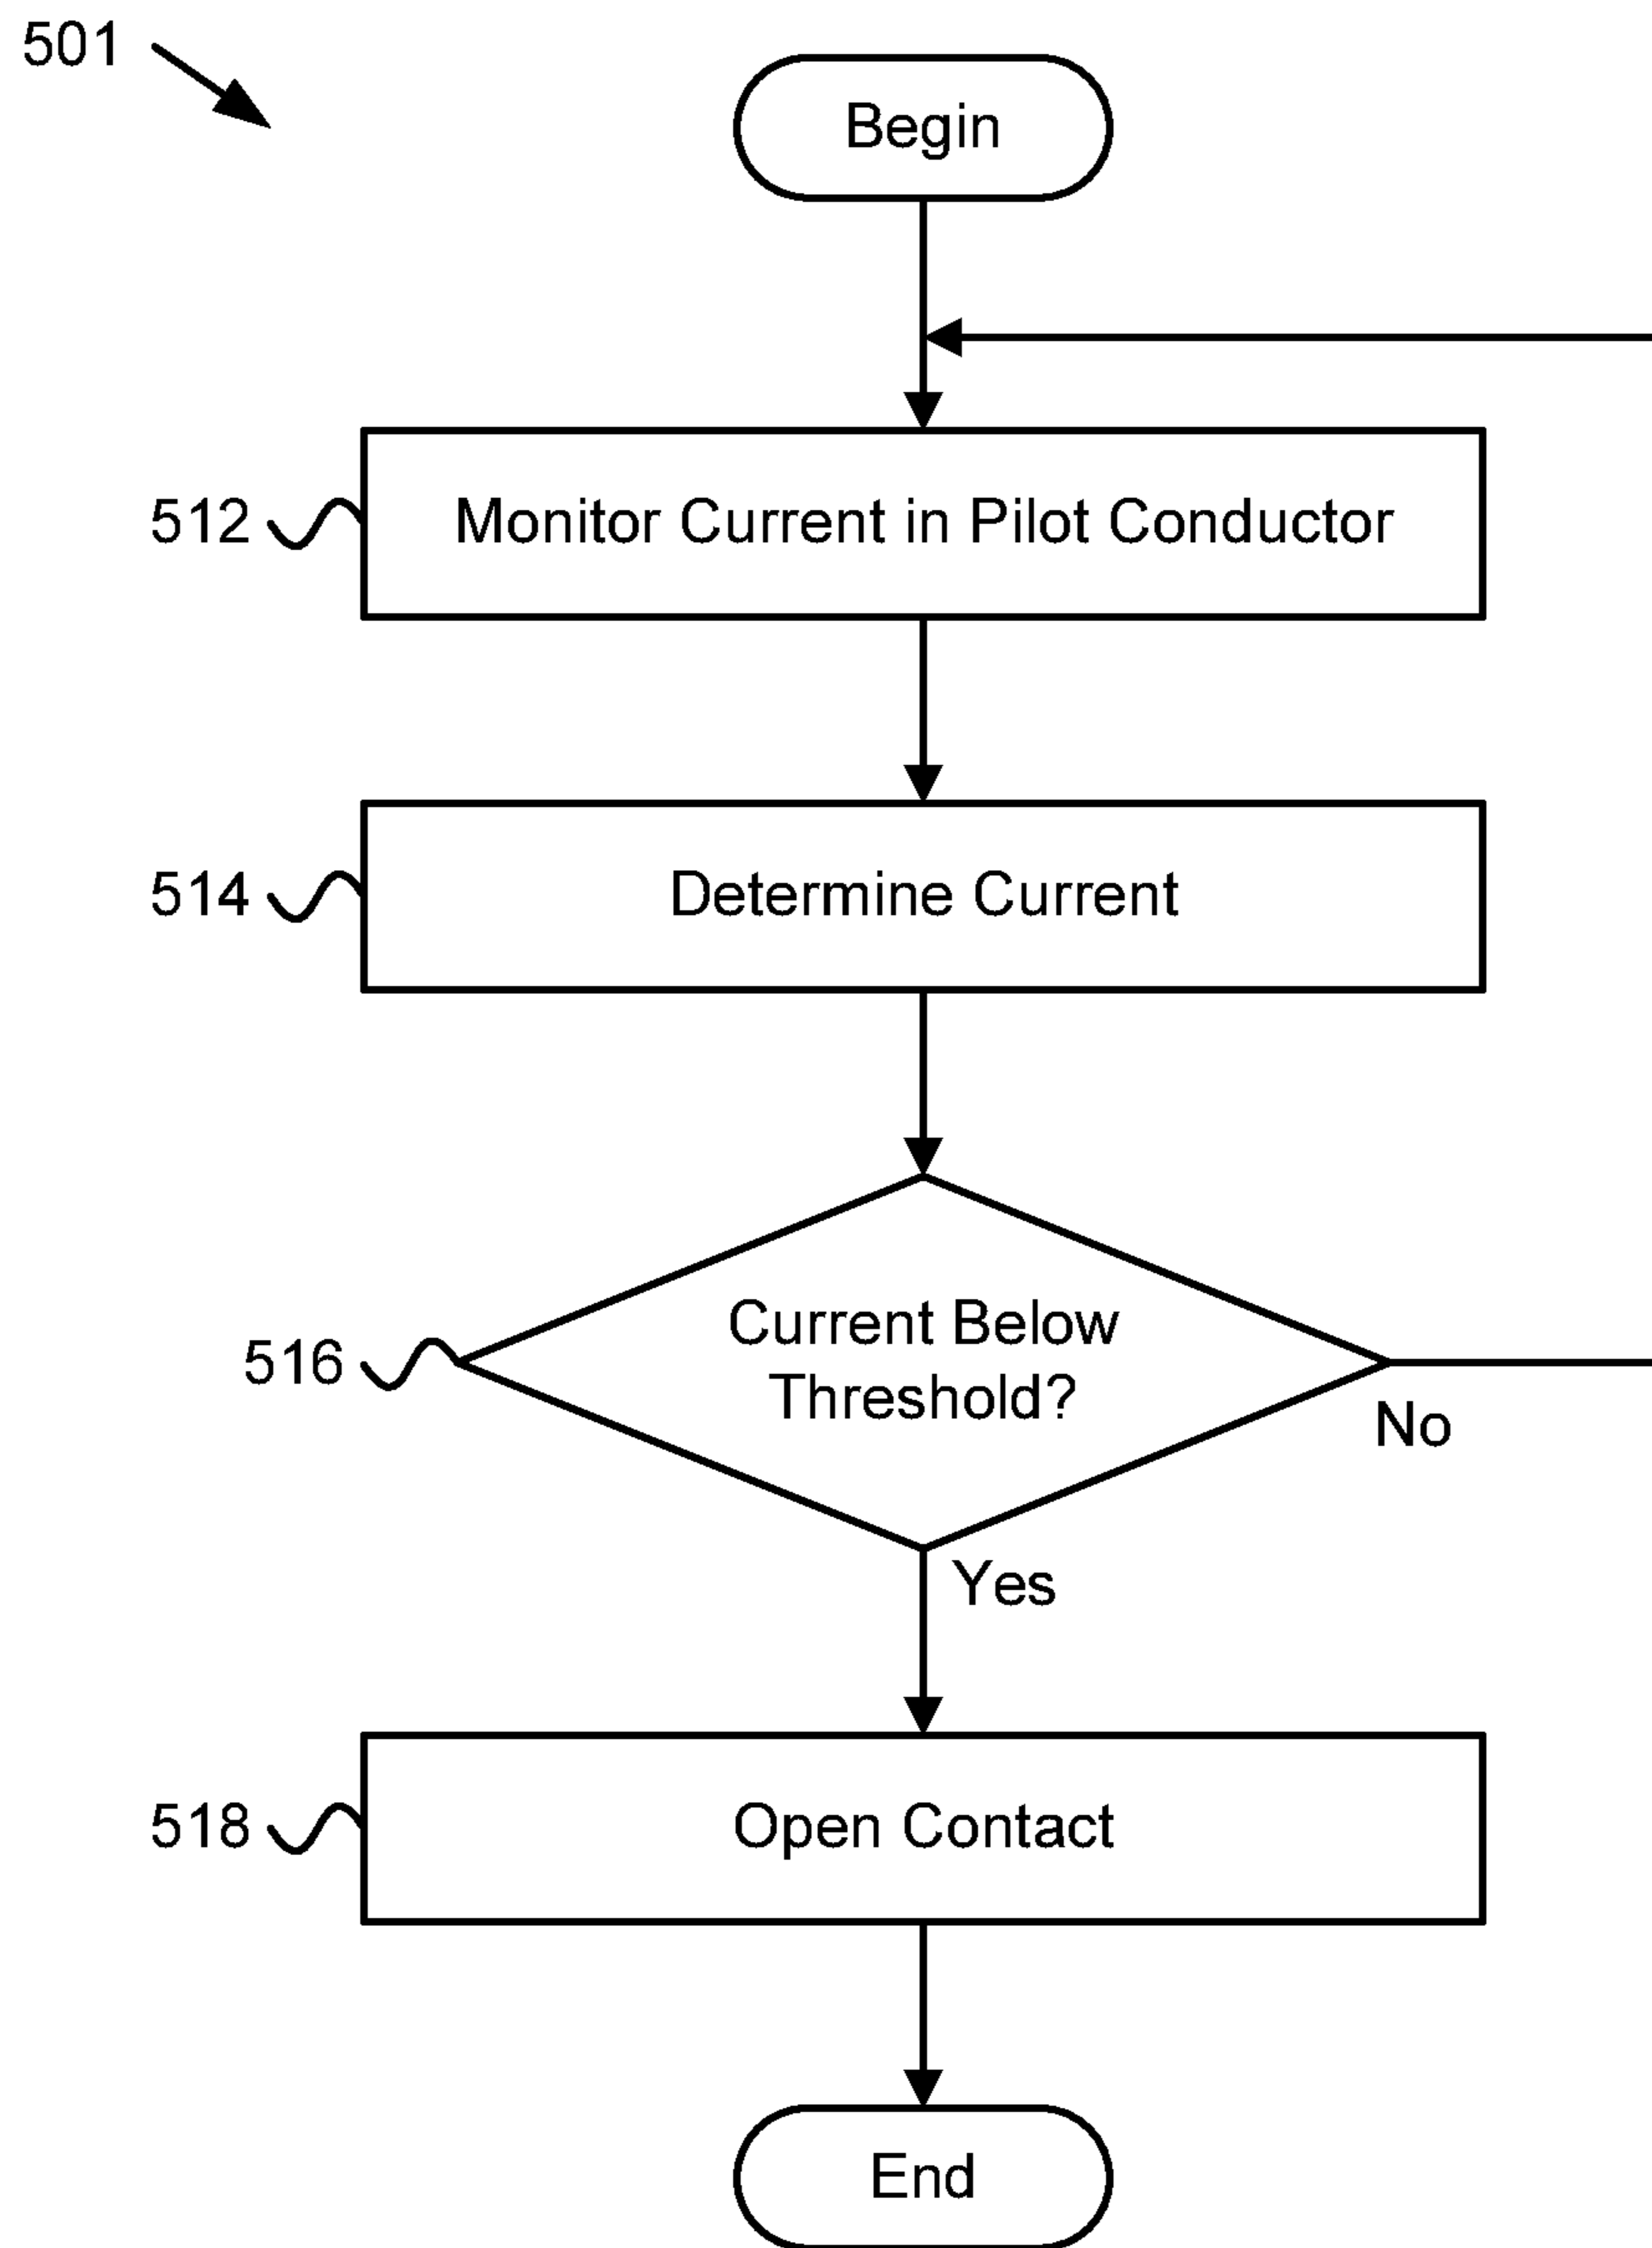 501
Begin
512
Monitor Current in Pilot Conductor
514
Determine Current
516
Current Below
Threshold?
No
Yes
518
Open Contact
End